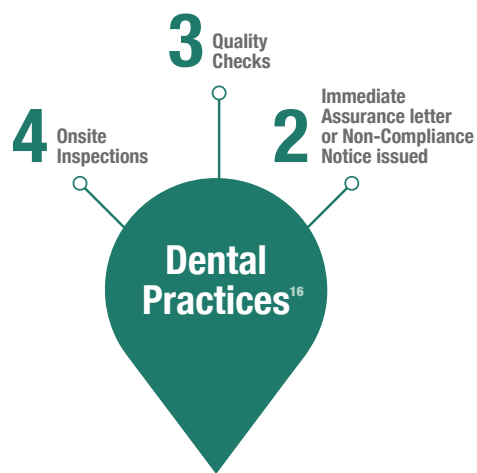 3 Quality
Checks
4 Onsite
Inspections
2 Immediate
Assurance letter
or Non-Compliance
Notice issued
Dental
Practices16